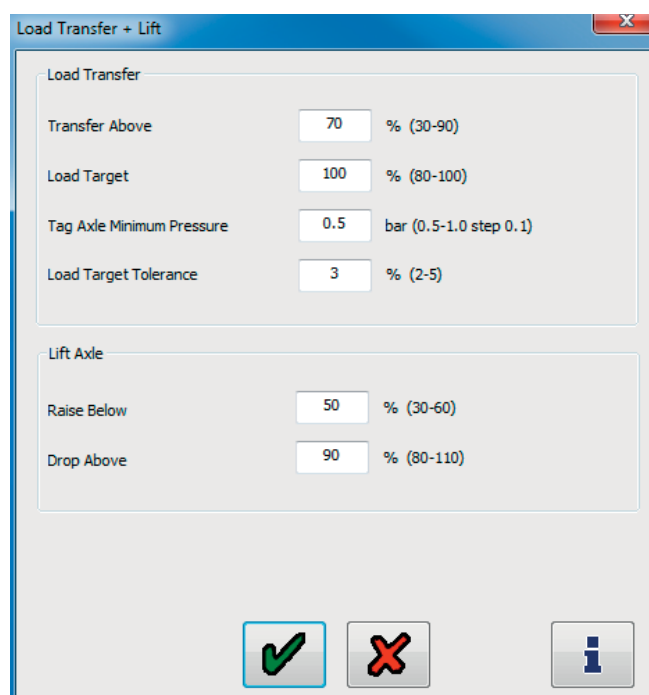 Load Transfer + Lift
Load Transfer
Transfer Above 70 % (30-90)
Load Target 100 % (80-100)
Tag Axle Minimum Pressure 0.5 bar (0.5-1.0 step 0.1)
Load Target Tolerance 3 % (2-5)
Lift Axle
Raise Below 50 % (30-60)
Drop Above 90 % (80-110)